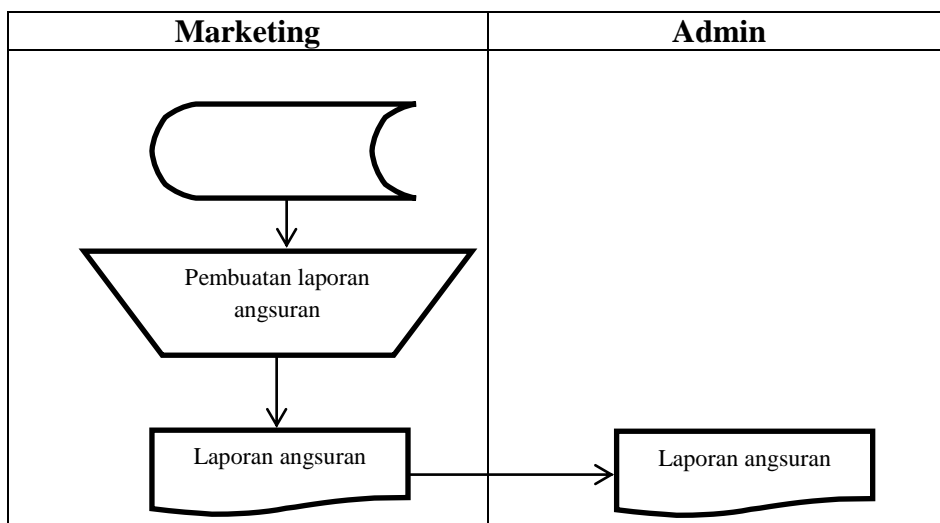 Marketing
Admin
Pembuatan laporan
angsuran
Laporan angsuran
Laporan angsuran